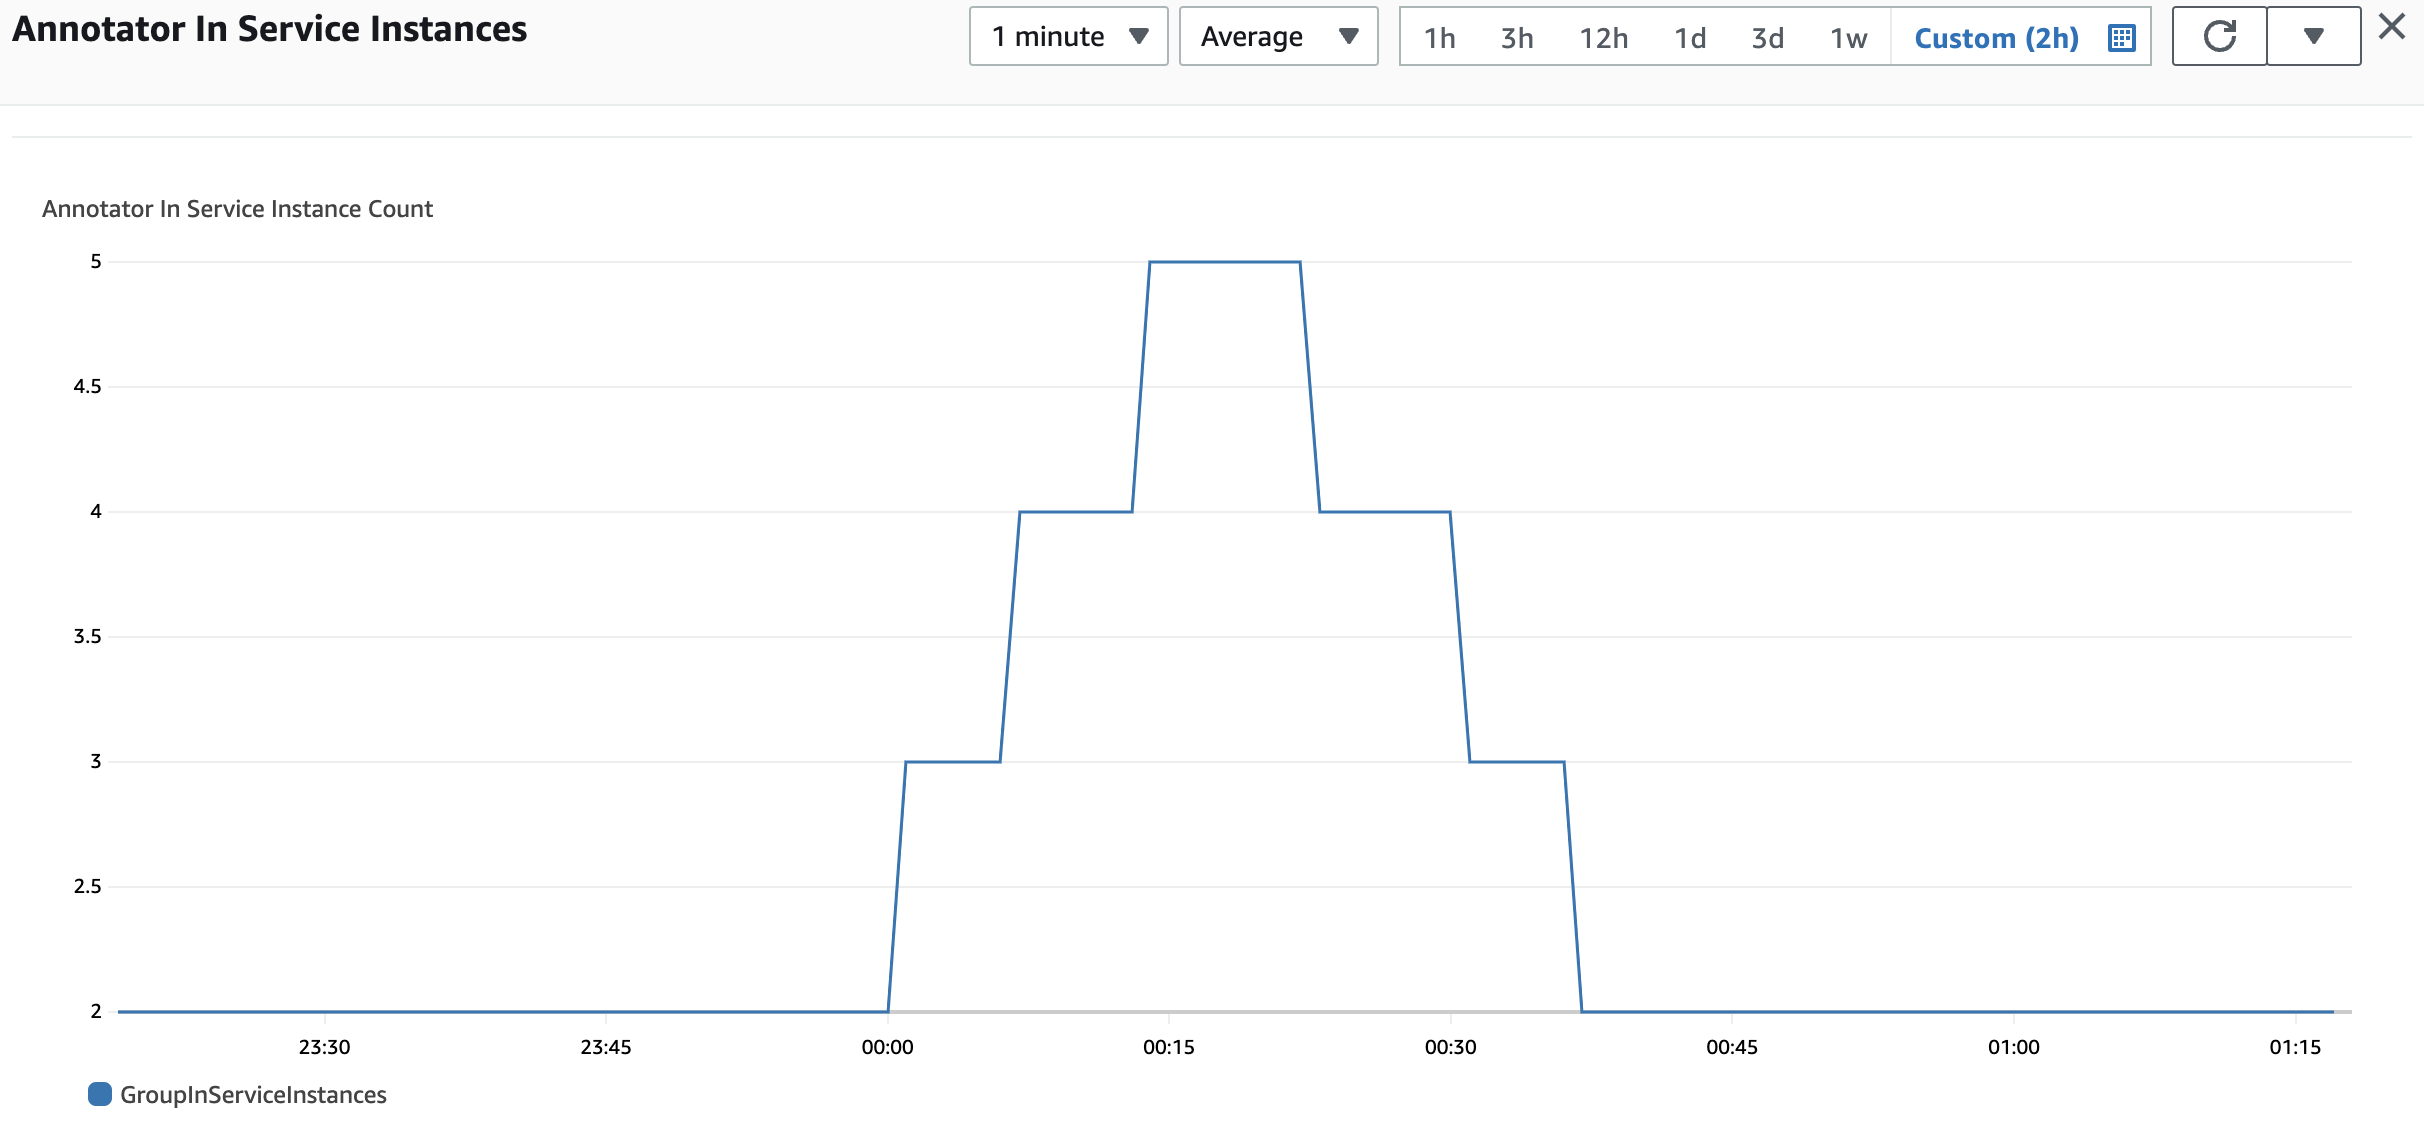 Annotator In Service Instances
1 minute
Average
1h 3h 12h 1d 3d 1w Custom (2h)
Annotator In Service Instance Count
5
4.5
4
3.5
3
2.5
2
23:30 23:45 00:00 00:15 00:30 00:45 01:00 01:15
GroupInServiceInstances